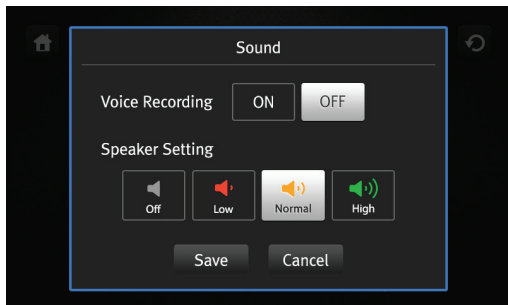 Sound
Voice Recording ON OFF
Speaker Setting
Off Low Normal High
Save Cancel